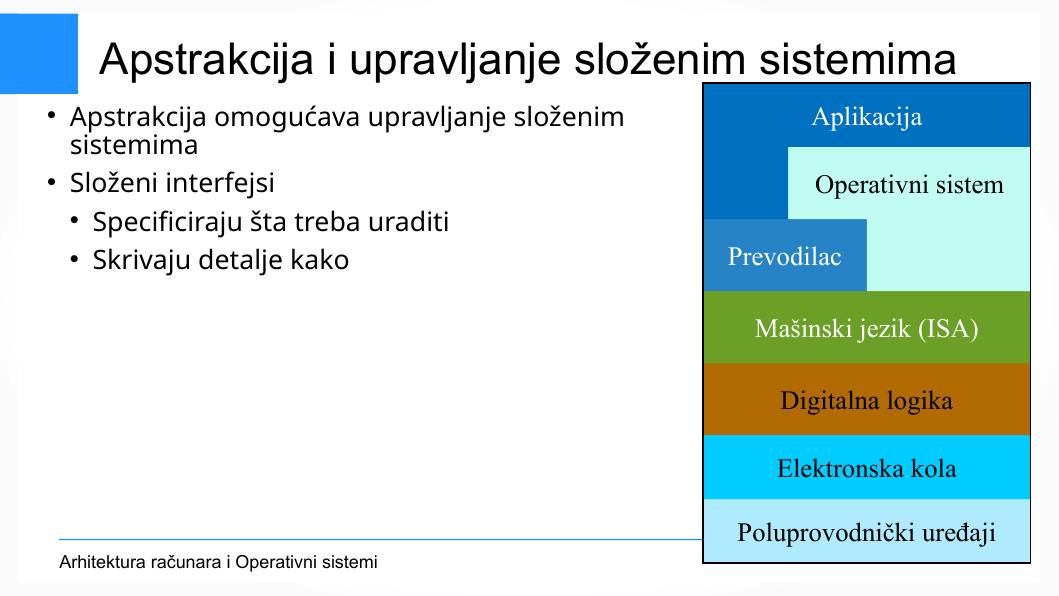 Apstrakcija i upravljanje složenim sistemima
• Apstrakcija omogućava upravljanje složenim
sistemima
• Složeni interfejsi
• Specificiraju šta treba uraditi
• Skrivaju detalje kako
Aplikacija
Operativni sistem
Prevodilac
Mašinski jezik (ISA)
Digitalna logika
Elektronska kola
Poluprovodnički uređaji
Arhitektura računara i Operativni sistemi